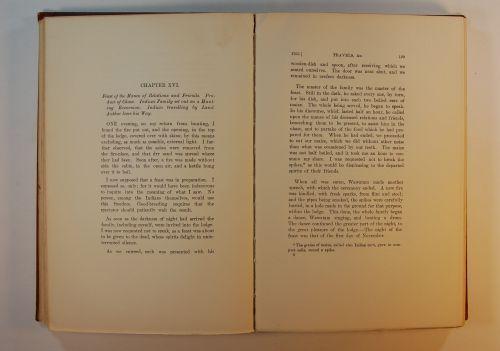 CHAPTER XVI.
Feast of the Manes of Relations and Friends. Pre-
Indian Family set out on a Hunt-
ing Excursion. Indians travelling by Land
Author loses his Way.
ONE evening, on my return from hunting, I
found the fire put out, and the opening, in the top
of the lodge, covered over with skins; by this means
excluding, as much as possible, external light. I fur-
ther observed, that the ashes were removed from
the fire-place, and that dry sand was spread where
they had been. Soon after, a fire was made without
side the cabin, in the open air, and a kettle hung
over it to boil.
I now supposed that a feast was in preparation. I
supposed so, only; for it would have been indecorous
to inquire into the meaning of what I saw. No
person, among the Indians themselves, would use
this freedom. Good-breeding requires that the
spectator should patiently wait the result.
As soon as the darkness of night had arrived the
family, including myself, were invited into the lodge.
I was now requested not to speak, as a feast was about
to be given to the dead, whose spirits delight in unin-
terrupted silence.
As we entered, each was presented with his
TRAVELS, &c.
wooden-dish and spoon, after receiving which we
seated ourselves. The door was next shut, and we
remained in perfect darkness.
The master of the family was the master of the
feast. Still in the dark, he asked every one, by turn,
for his dish, and put into each two boiled ears of
maize. The whole being served, he began to speak.
In his discourse, which lasted half an hour, he called
upon the manes of his deceased relations and friends,
beseeching them to be present, to assist him in the
chase, and to partake of the food which he had pre-
pared for them. When he had ended, we proceeded
to eat our maize, which we did without other noise
than what was occasioned by our teeth. The maize
was not half boiled, and it took me an hour to con-
sume my share. I was requested not to break the
spikes,* as this would be displeasing to the departed
spirits of their friends.
When all was eaten, Wawatam made another
speech, with which the ceremony ended. A new fire
was kindled, with fresh sparks, from flint and steel;
and the pipes being smoked, the spikes were carefully
buried, in a hole made in the ground for that purpose,
within the lodge. This done, the whole family began
a dance, Wawatam singing, and beating a drum.
The dance continued the greater part of the night, to
the great pleasure of the lodge.—The night of the
feast was that of the first day of November.
* The grains of maize, called also Indian corn, grow in com-
pact cells, round a spike.